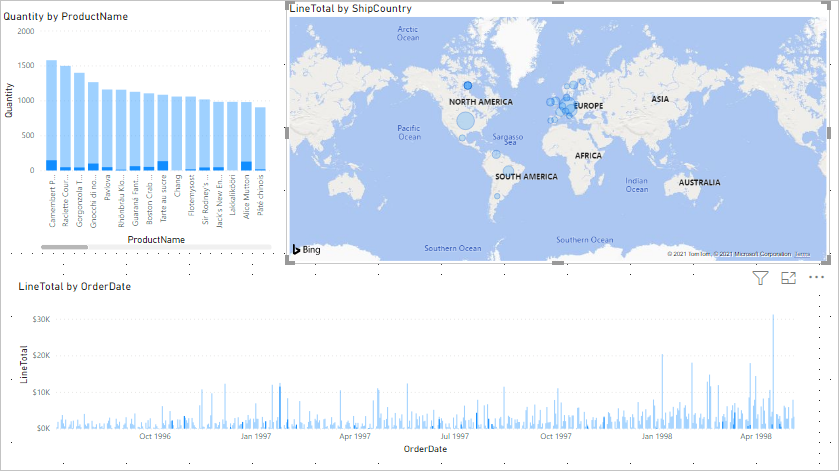 Quantity by ProductName
Quantity
2000
1500
1000
500
0
Camembert P...
Raclette Cour...
Gorgonzola T...
Gnocchi di no...
Pavlova
Rhönbräu Klo...
Guaraná Fant...
Boston Crab ...
Tarte au sucre
Chang
Flotemysost
Sir Rodney's ...
Jack's New En...
Lakkalikööri
Alice Mutton
Pâté chinois
ProductName
LineTotal by ShipCountry
Arctic
Ocean
NORTH AMERICA
EUROPE
ASIA
Pacific
Ocean
Sargasso
Sea
AFRICA
SOUTH AMERICA
Indian
Ocean
AUSTRALIA
Southern Ocean
Southern Ocean
Bing
© 2021 TomTom, © 2021 Microsoft Corporation Terms
LineTotal by OrderDate
LineTotal
$30K
$20K
$10K
$0K
Oct 1996
Jan 1997
Apr 1997
Jul 1997
Oct 1997
Jan 1998
Apr 1998
OrderDate